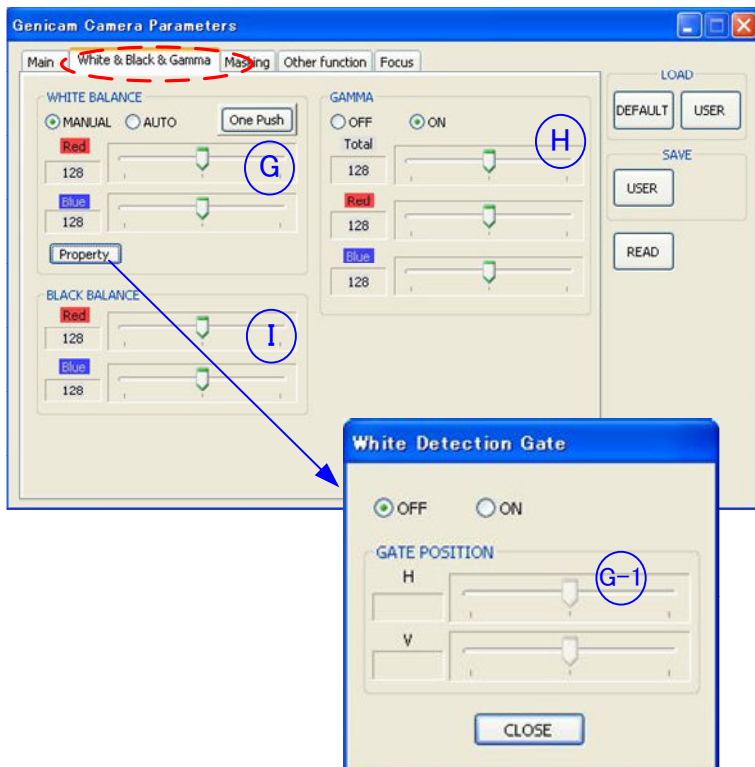 Genicam Camera Parameters
Main White & Black & Gamma Masking Other function Focus
WHITE BALANCE
MANUAL AUTO One Push
Red
128
G
Blue
128
Property
BLACK BALANCE
Red
128
I
Blue
128
GAMMA
OFF ON
H
Total
128
Red
128
Blue
128
LOAD
DEFAULT USER
SAVE
USER
READ
White Detection Gate
OFF ON
GATE POSITION
H
G-1
V
CLOSE